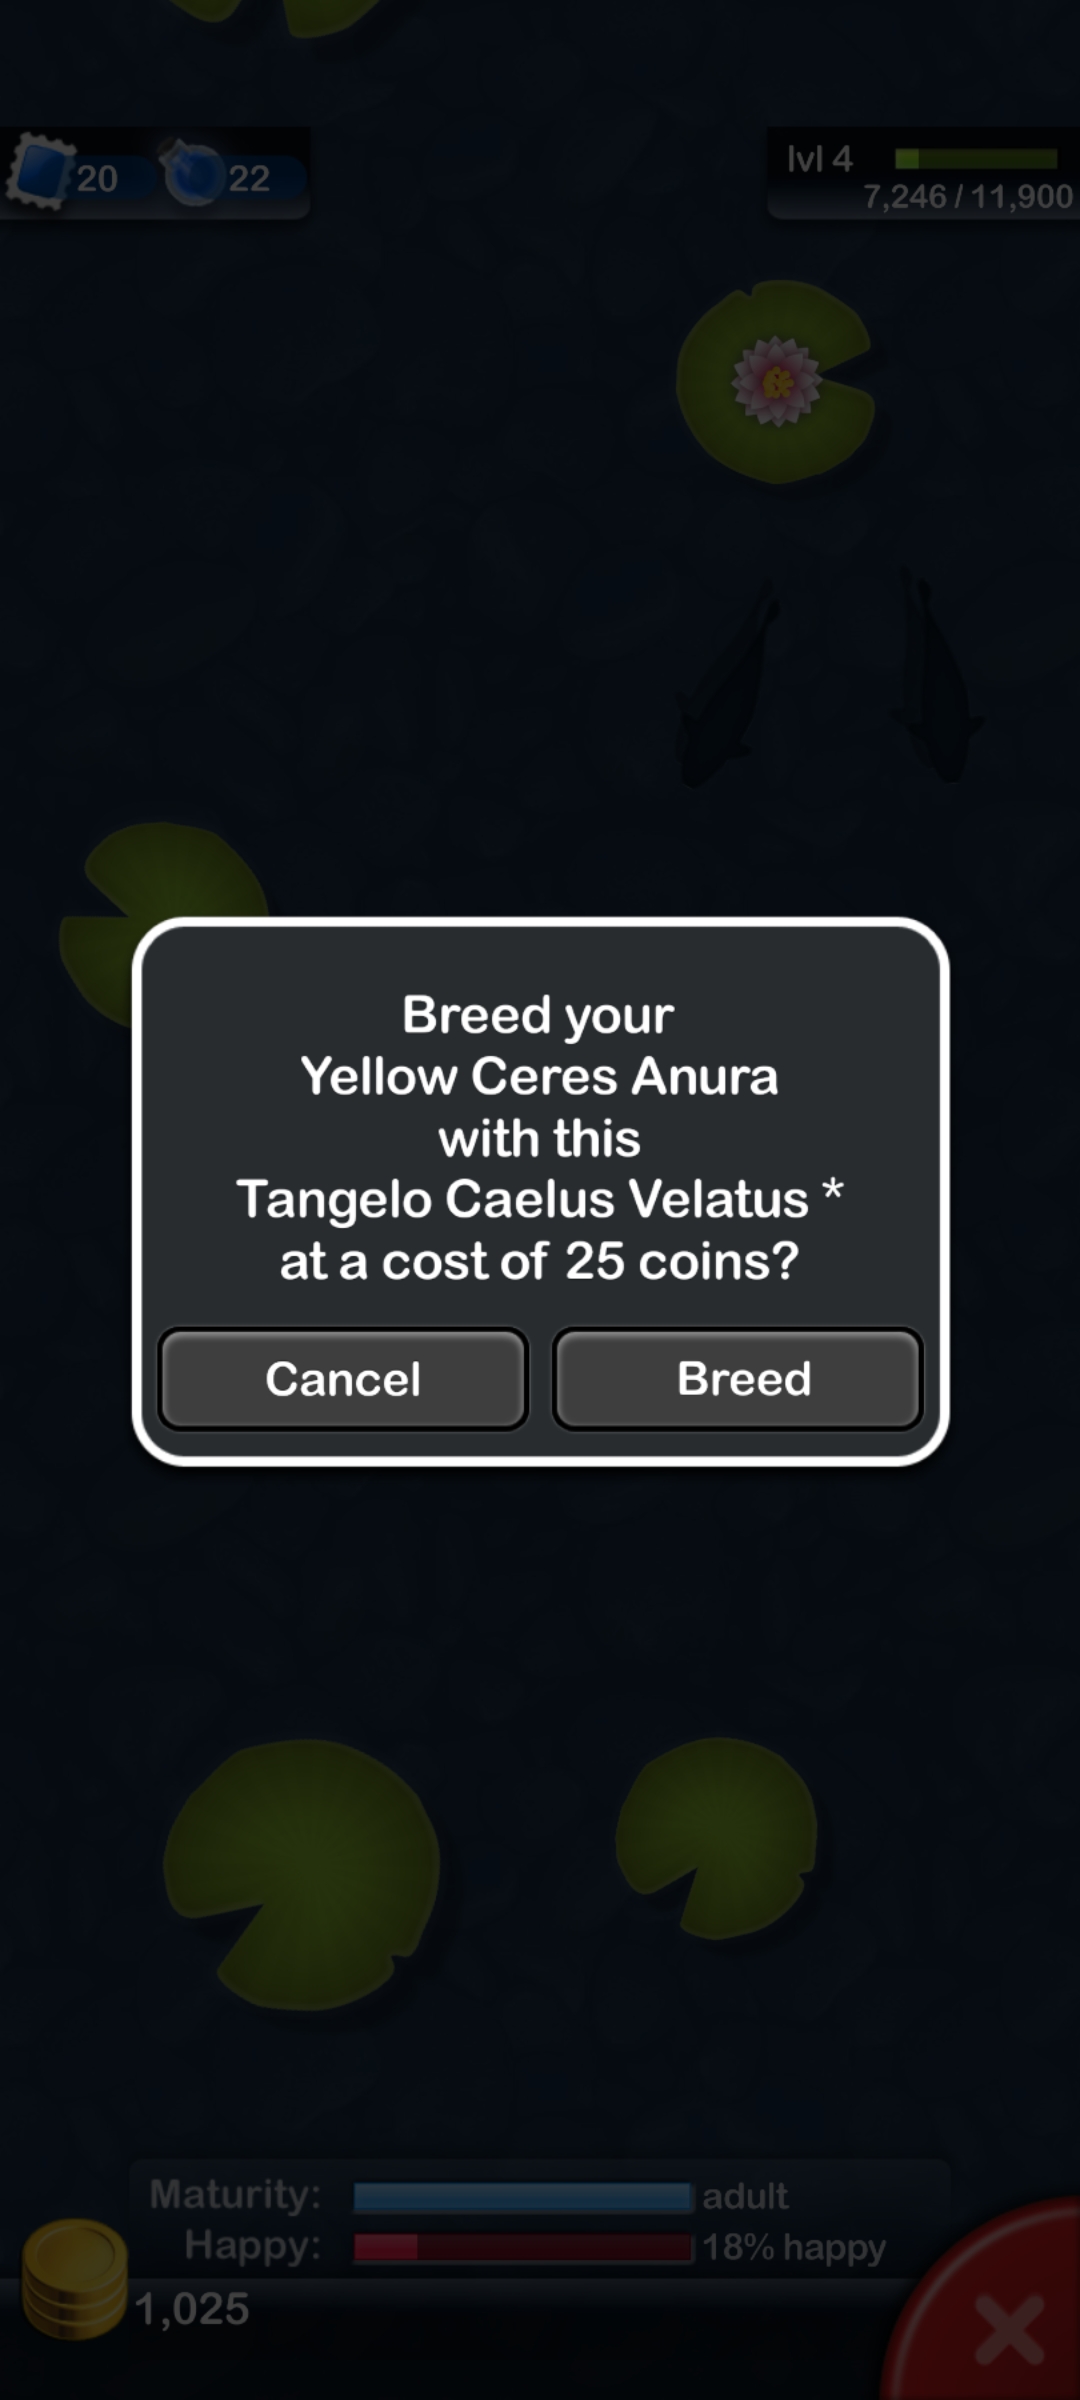 20
22
lvl 4
7,246 / 11,900
Breed your
Yellow Ceres Anura
with this
Tangelo Caelus Velatus *
at a cost of 25 coins?
Cancel
Breed
Maturity:
adult
Happy:
18% happy
1,025